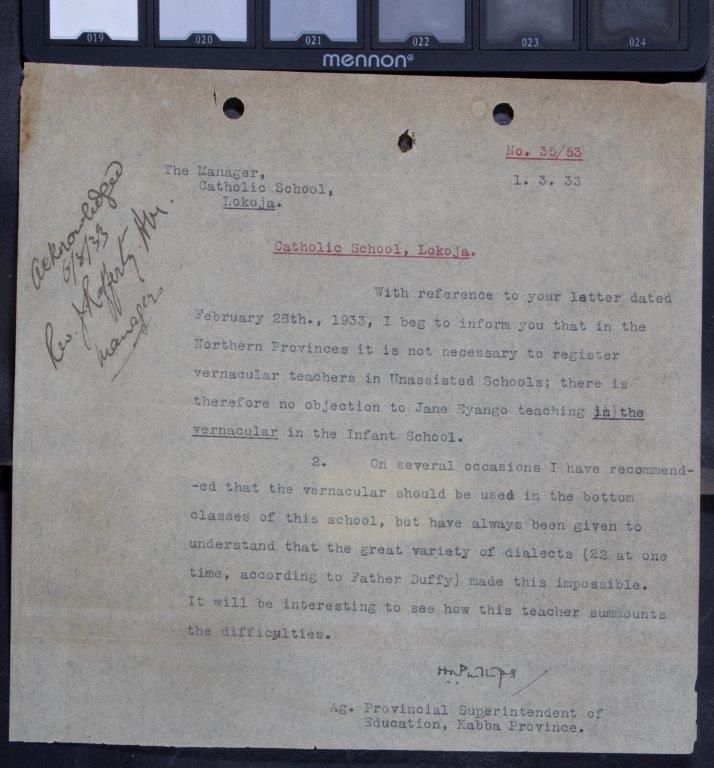 019 020 021 022 023 024
mennon®
No. 35/53
1. 3. 33
The Manager,
Catholic School,
Lokoja.
Acknowledged
6/3/33
Rev. J. Rafferty
Manager
Catholic School, Lokoja.
With reference to your latter dated
February 28th., 1933, I beg to inform you that in the
Northern Provinces it is not necessary to register
vernacular teachers in Unassisted Schools; there is
therefore no objection to Jane Eyango teaching in) the
vernacular in the Infant School.
2. On several occasions I have recommend-
-ed that the vernacular should be used in the bottom
classes of this school, but have always been given to
understand that the great variety of dialects (22 at one
time, according to Father Duffy) made this impossible.
It will be interesting to see how this teacher summounts
the difficulties.
Ag. Provincial Superintendent of
Education, Kabba Province.